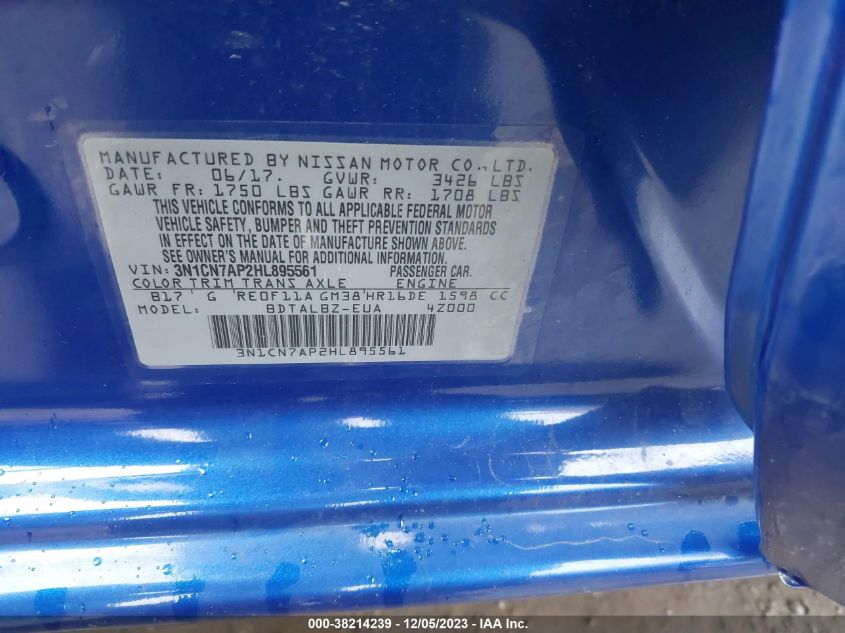 MANUFACTURED BY NISSAN MOTOR CO.,LTD.
DATE: 06/17. GVWR: 3426 LBS
GAWR FR: 1750 LBS GAWR RR: 1708 LBS
THIS VEHICLE CONFORMS TO ALL APPLICABLE FEDERAL MOTOR
VEHICLE SAFETY, BUMPER AND THEFT PREVENTION STANDARDS
IN EFFECT ON THE DATE OF MANUFACTURE SHOWN ABOVE.
SEE OWNER'S MANUAL FOR ADDITIONAL INFORMATION.
VIN: 3N1CN7AP2HL895561 PASSENGER CAR.
COLOR TRIM TRANS AXLE ENGINE
B17' G 'RE0F11A GM38'HR16DE 1598 CC
MODEL: BDTALBZ-EUA 4Z000
3N1CN7AP2HL895561
000-38214239 - 12/05/2023 - IAAI.com